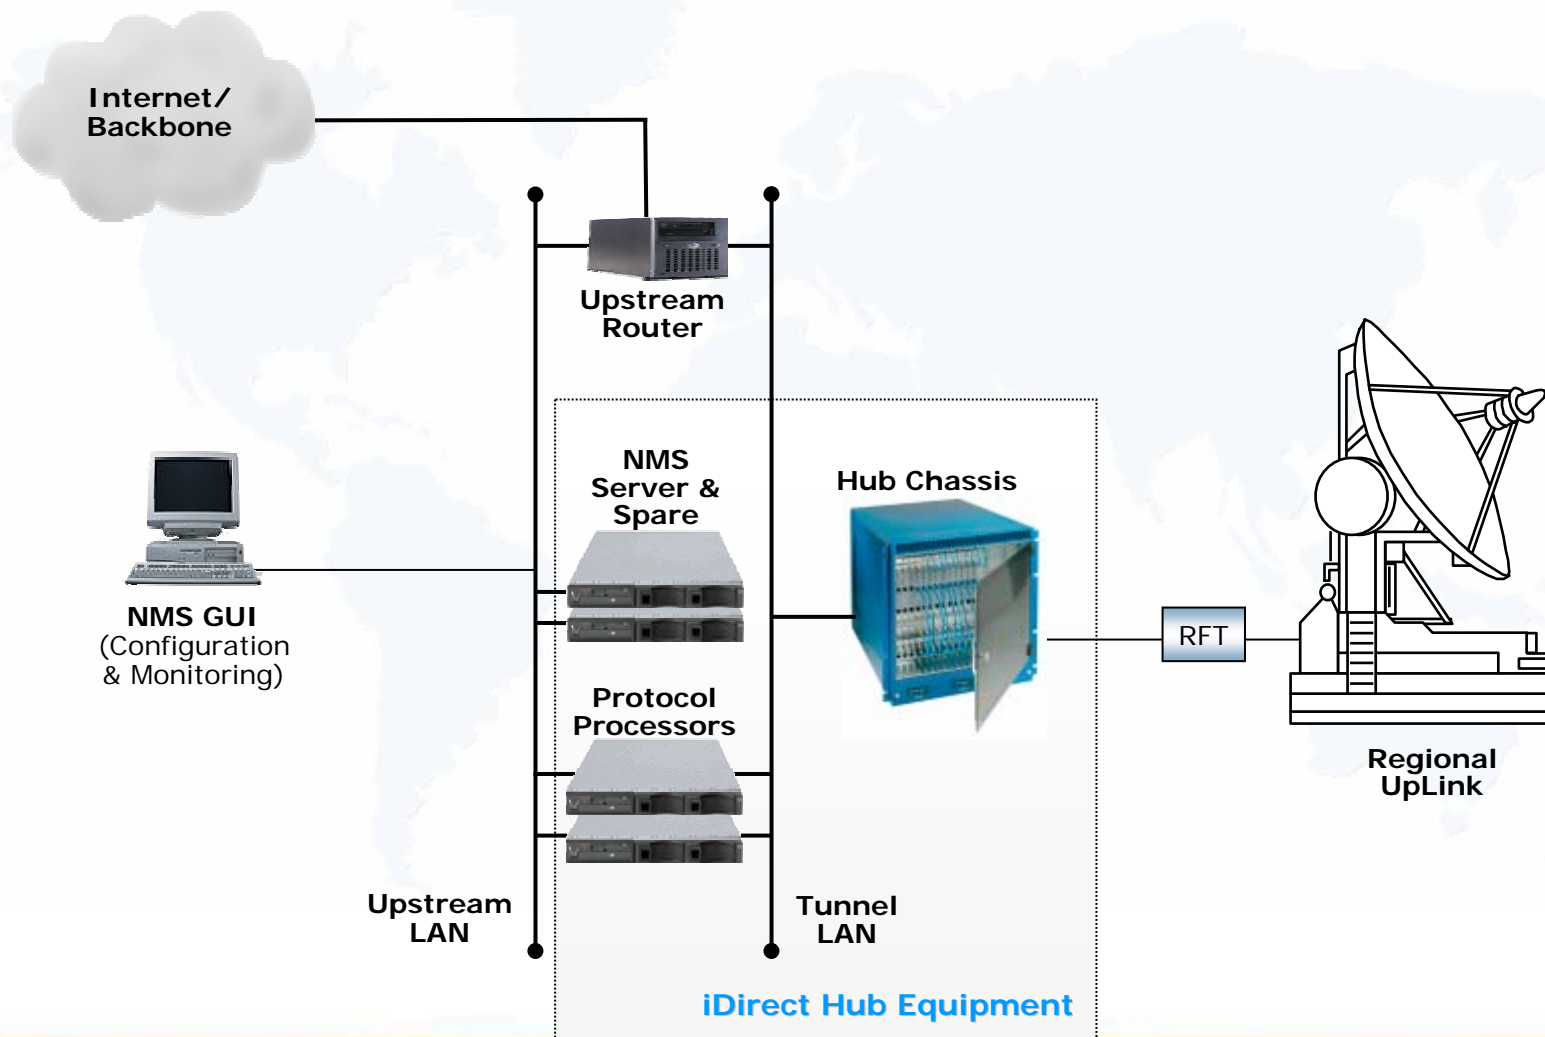 Internet/
Backbone
Upstream
Router
NMS
Server &
Spare
Hub Chassis
NMS GUI
(Configuration
& Monitoring)
RFT
Protocol
Processors
Regional
UpLink
Upstream
LAN
Tunnel
LAN
iDirect Hub Equipment